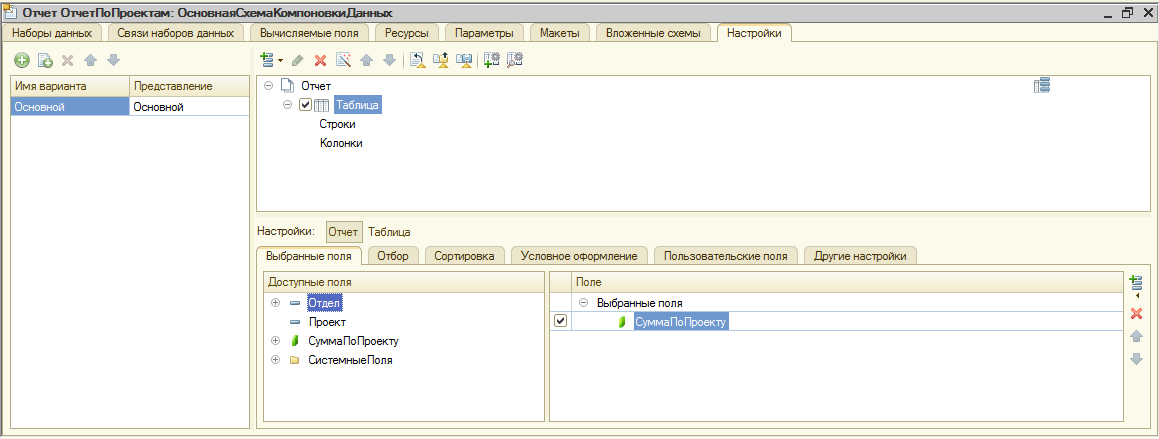 Отчет ОтчетПоПроектам: ОсновнаяСхемаКомпоновкиДанных
Наборы данных Связи наборов данных Вычисляемые поля Ресурсы Параметры Макеты Вложенные схемы Настройки
Имя варианта Представление
Основной Основной
Отчет
Таблица
Строки
Колонки
Настройки: Отчет Таблица
Выбранные поля Отбор Сортировка Условное оформление Пользовательские поля Другие настройки
Доступные поля
Отдел
Проект
СуммаПоПроекту
СистемныеПоля
Поле
Выбранные поля
СуммаПоПроекту